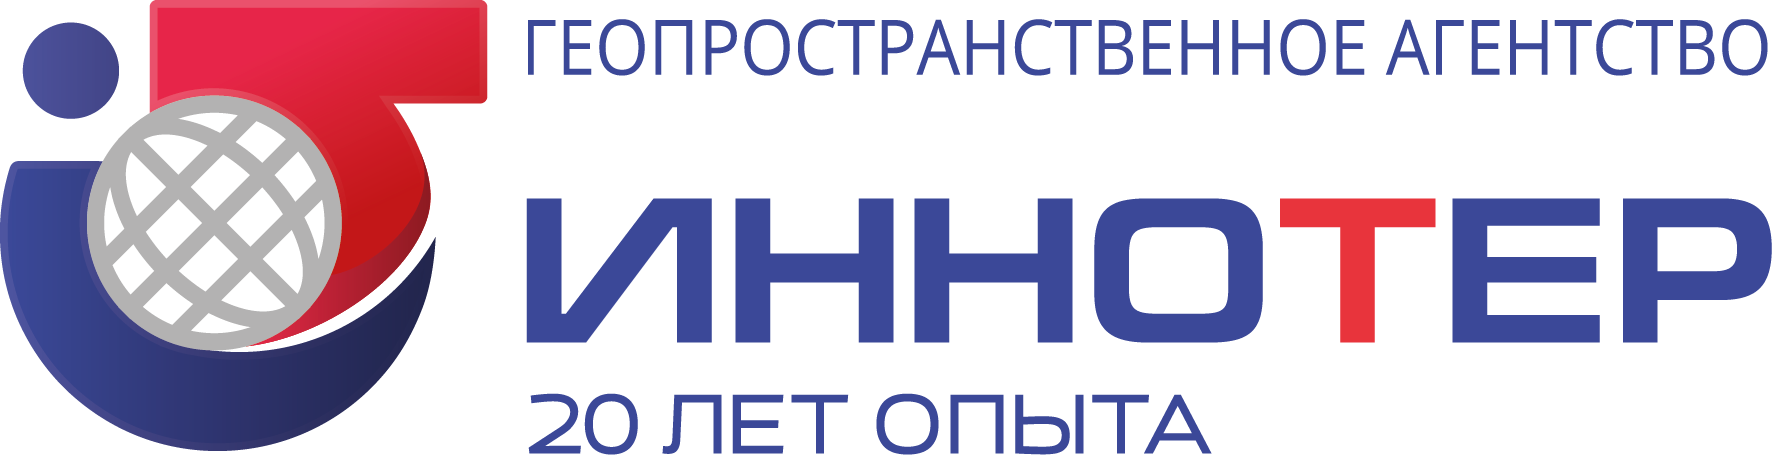 ГЕОПРОСТРАНСТВЕННОЕ АГЕНТСТВО
ИННОТЕР
20 ЛЕТ ОПЫТА